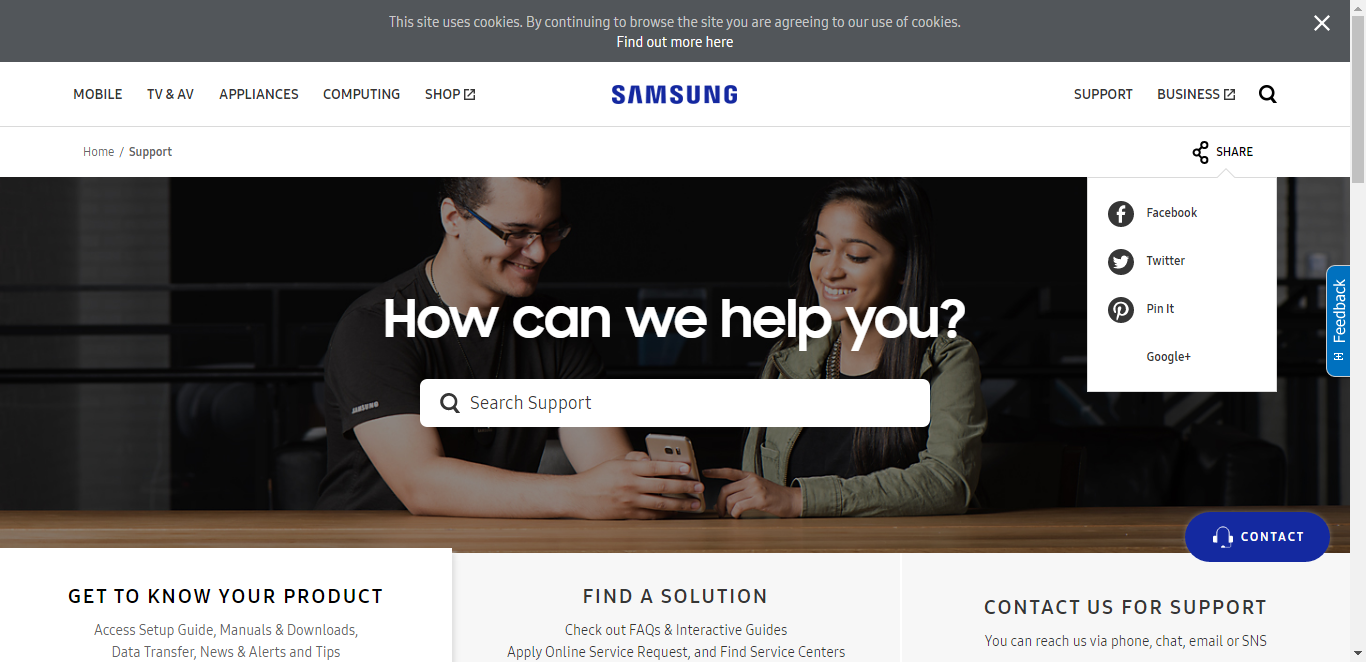 This site uses cookies. By continuing to browse the site you are agreeing to our use of cookies.
Find out more here
MOBILE TV & AV APPLIANCES COMPUTING SHOP SAMSUNG SUPPORT BUSINESS
Home / Support SHARE
Facebook
Twitter
Pin It
Google+
Feedback
How can we help you?
Search Support
SAMSUNG
CONTACT
GET TO KNOW YOUR PRODUCT
Access Setup Guide, Manuals & Downloads,
Data Transfer, News & Alerts and Tips
FIND A SOLUTION
Check out FAQs & Interactive Guides
Apply Online Service Request, and Find Service Centers
CONTACT US FOR SUPPORT
You can reach us via phone, chat, email or SNS